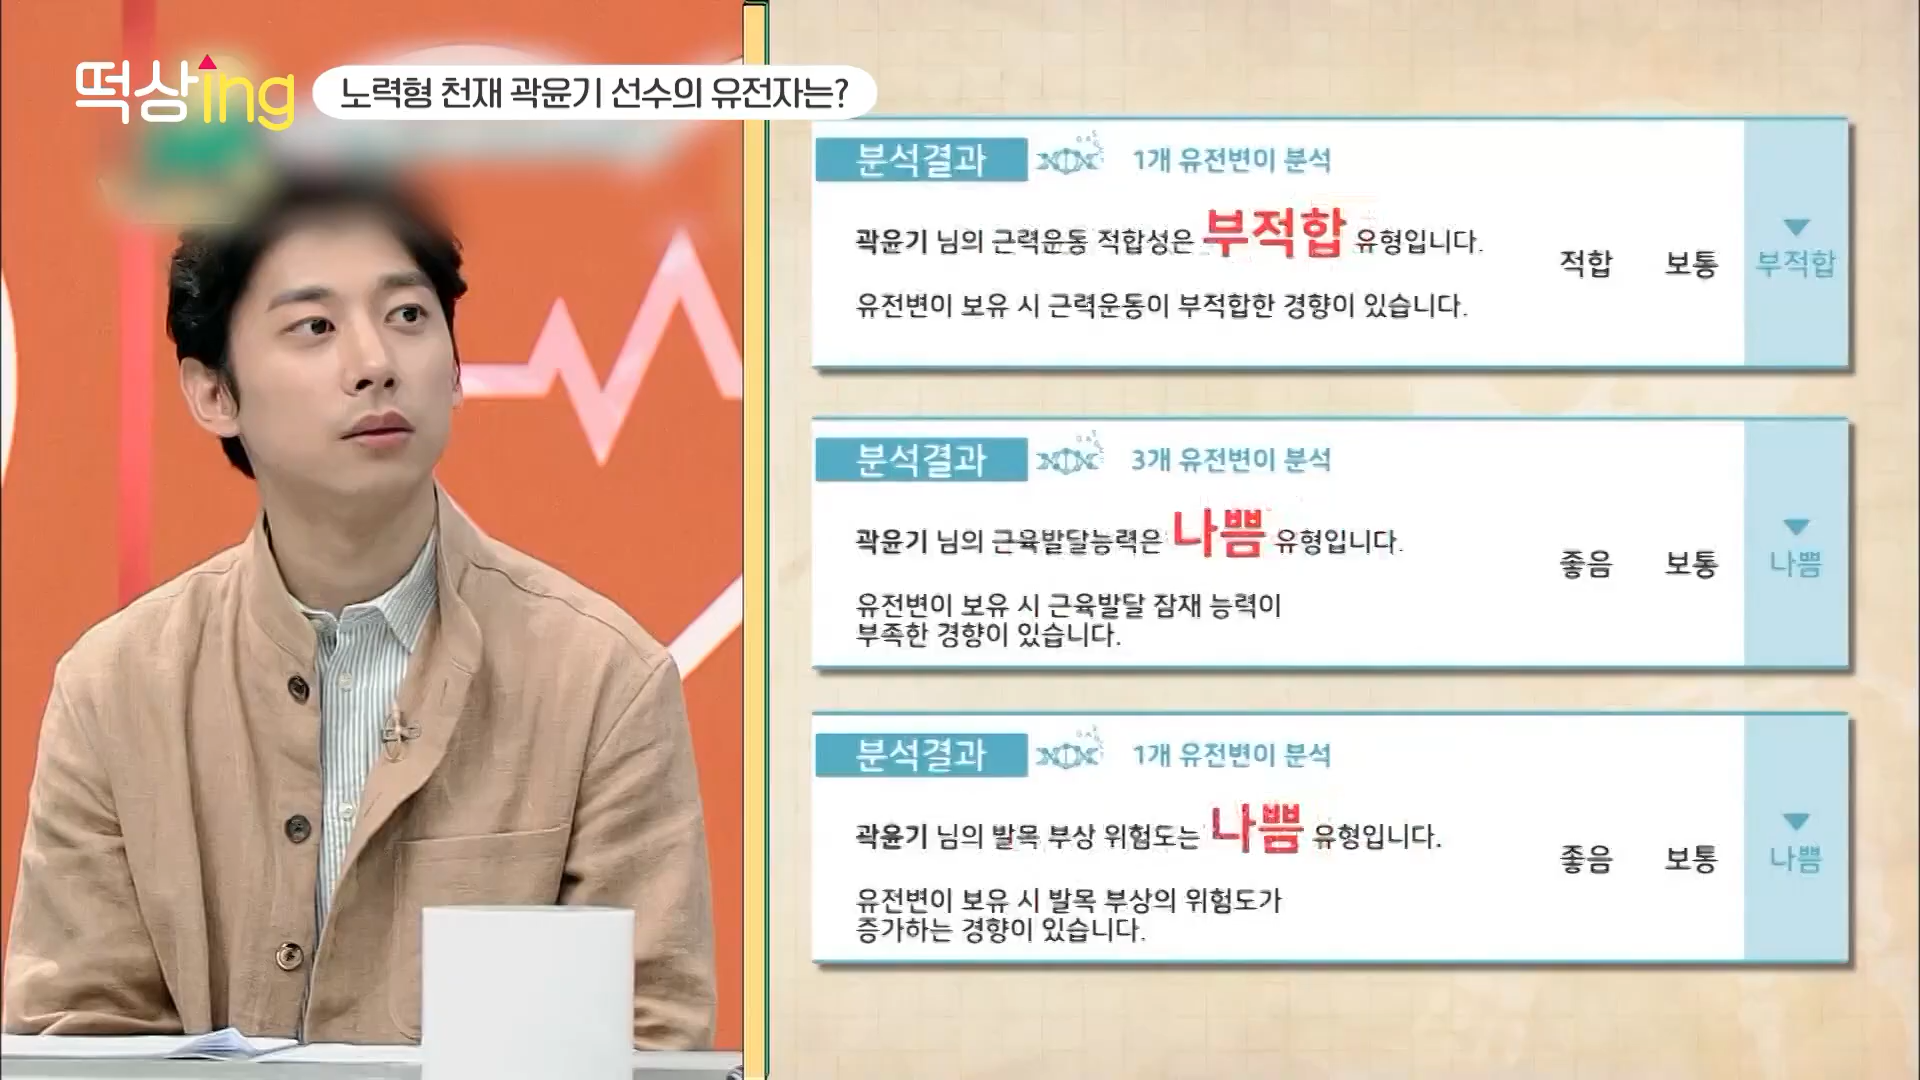 떡상ing
노력형 천재 곽윤기 선수의 유전자는?
분석결과
1개 유전변이 분석
곽윤기 님의 근력운동 적합성은 부적합 유형입니다.
유전변이 보유 시 근력운동이 부적합한 경향이 있습니다.
적합 보통 부적합
분석결과
3개 유전변이 분석
곽윤기 님의 근육발달능력은 나쁨 유형입니다.
유전변이 보유 시 근육발달 잠재 능력이
부족한 경향이 있습니다.
좋음 보통 나쁨
분석결과
1개 유전변이 분석
곽윤기 님의 발목 부상 위험도는 나쁨 유형입니다.
유전변이 보유 시 발목 부상의 위험도가
증가하는 경향이 있습니다.
좋음 보통 나쁨